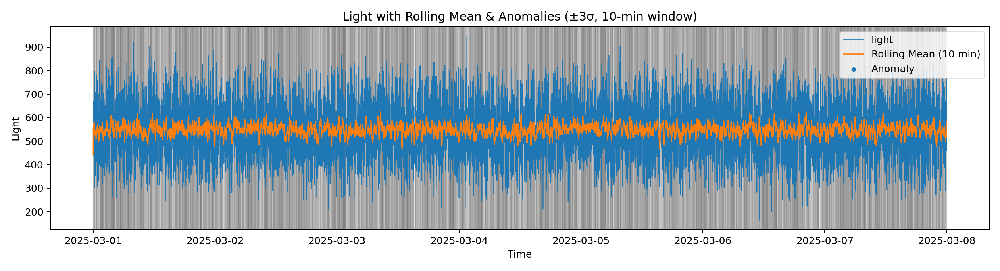 Light with Rolling Mean & Anomalies (±3σ, 10-min window)
light
Rolling Mean (10 min)
Anomaly
Light
900
800
700
600
500
400
300
200
2025-03-01
2025-03-02
2025-03-03
2025-03-04
2025-03-05
2025-03-06
2025-03-07
2025-03-08
Time